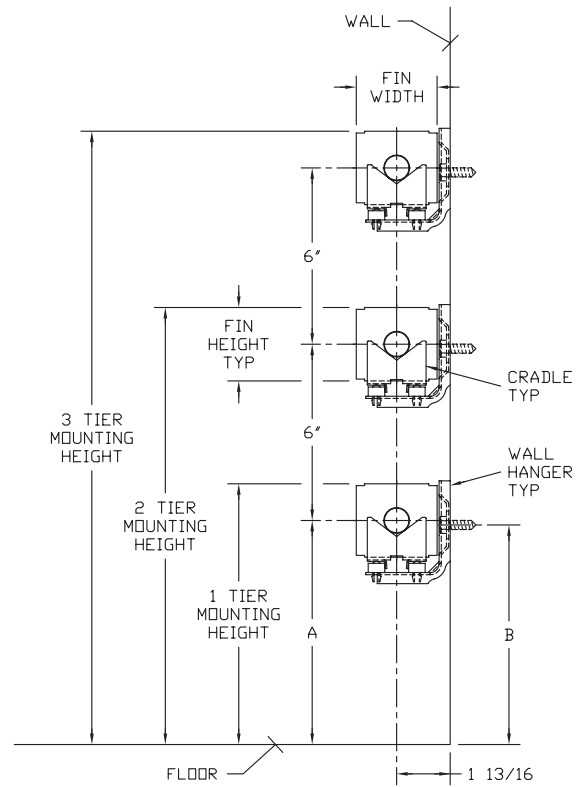 WALL
FIN
WIDTH
6"
FIN
HEIGHT
TYP
CRADLE
TYP
3 TIER
MOUNTING
HEIGHT
6"
WALL
HANGER
TYP
2 TIER
MOUNTING
HEIGHT
1 TIER
MOUNTING
HEIGHT
A
B
FLOOR
1 13/16